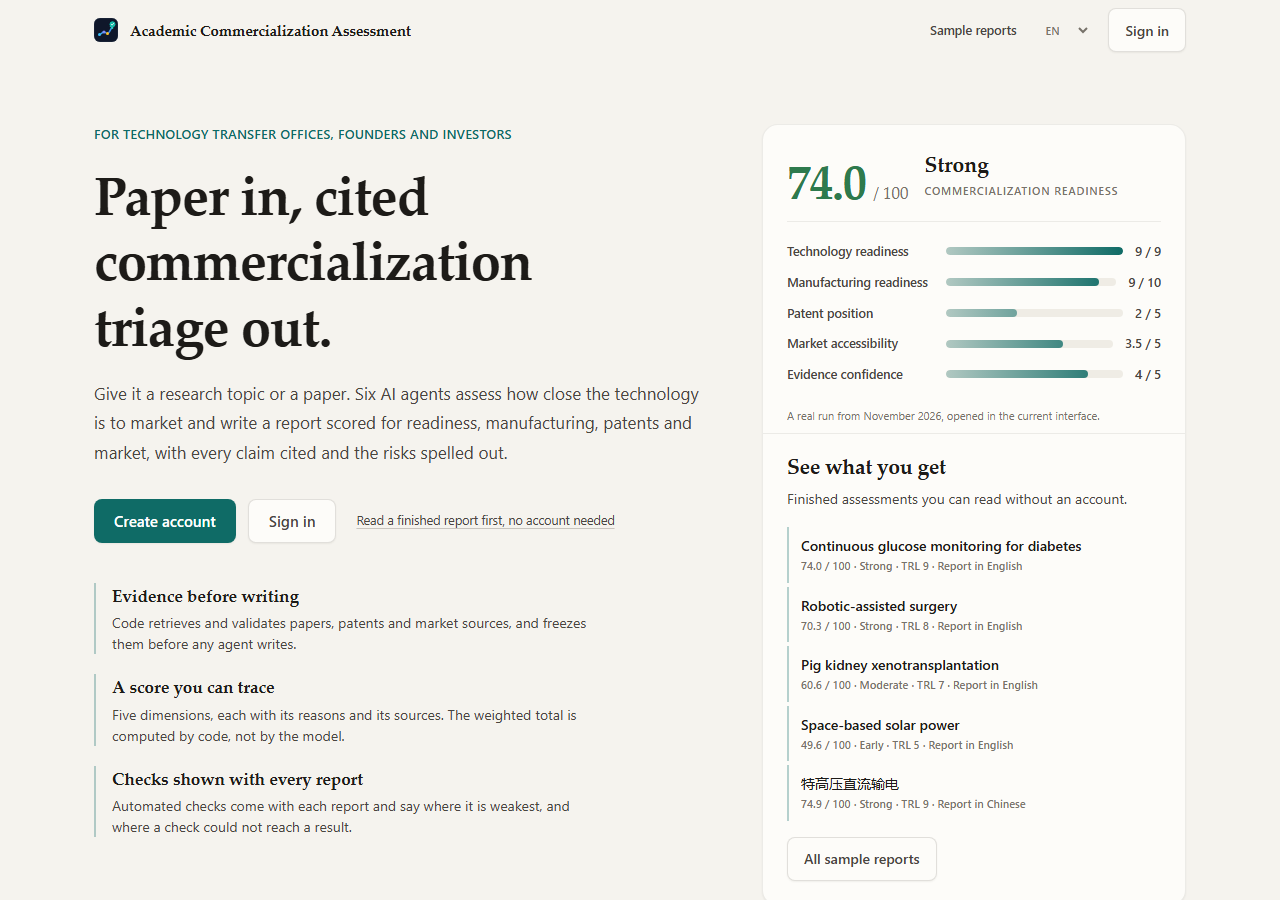 Academic Commercialization Assessment
Sample reports
EN
Sign in
FOR TECHNOLOGY TRANSFER OFFICES, FOUNDERS AND INVESTORS
Paper in, cited
commercialization
triage out.
Give it a research topic or a paper. Six AI agents assess how close the technology
is to market and write a report scored for readiness, manufacturing, patents and
market, with every claim cited and the risks spelled out.
Create account
Sign in
Read a finished report first, no account needed
Evidence before writing
Code retrieves and validates papers, patents and market sources, and freezes
them before any agent writes.
A score you can trace
Five dimensions, each with its reasons and its sources. The weighted total is
computed by code, not by the model.
Checks shown with every report
Automated checks come with each report and say where it is weakest, and
where a check could not reach a result.
74.0 / 100
Strong
COMMERCIALIZATION READINESS
Technology readiness 9 / 9
Manufacturing readiness 9 / 10
Patent position 2 / 5
Market accessibility 3.5 / 5
Evidence confidence 4 / 5
A real run from November 2026, opened in the current interface.
See what you get
Finished assessments you can read without an account.
Continuous glucose monitoring for diabetes
74.0 / 100 · Strong · TRL 9 · Report in English
Robotic-assisted surgery
70.3 / 100 · Strong · TRL 8 · Report in English
Pig kidney xenotransplantation
60.6 / 100 · Moderate · TRL 7 · Report in English
Space-based solar power
49.6 / 100 · Early · TRL 5 · Report in English
特高压直流输电
74.9 / 100 · Strong · TRL 9 · Report in Chinese
All sample reports